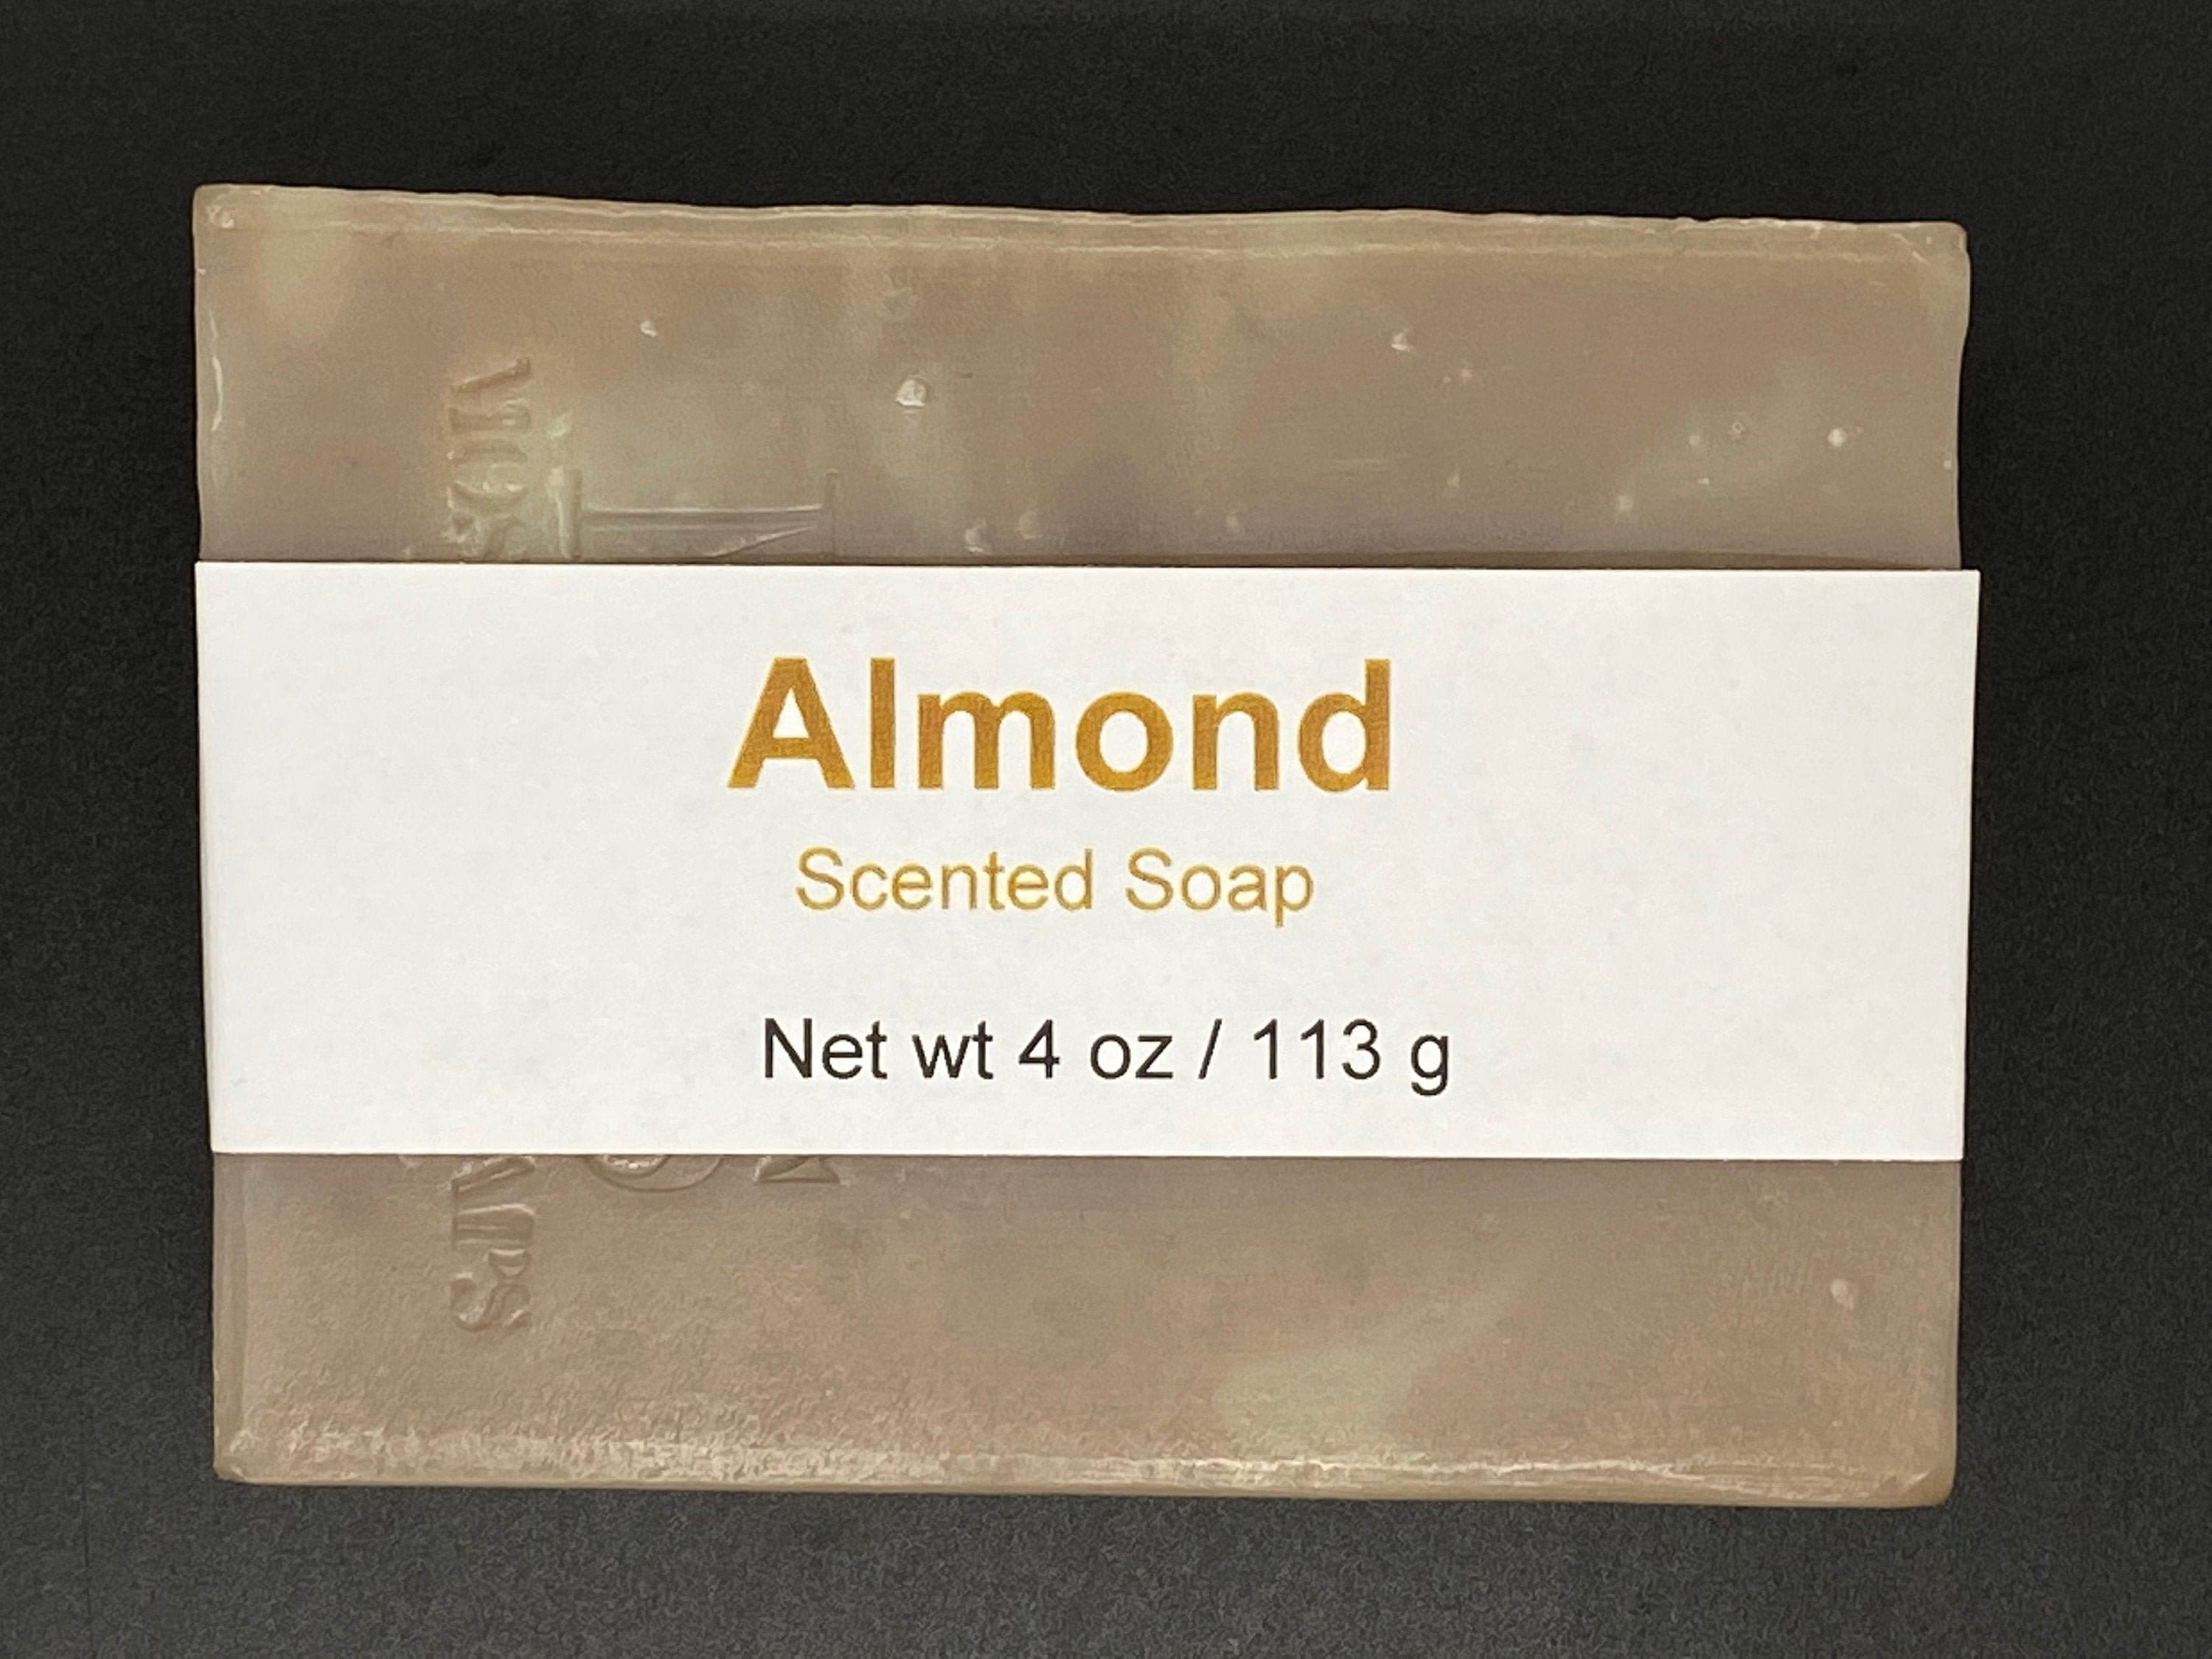 Almond
Scented Soap
Net wt 4 oz / 113 g